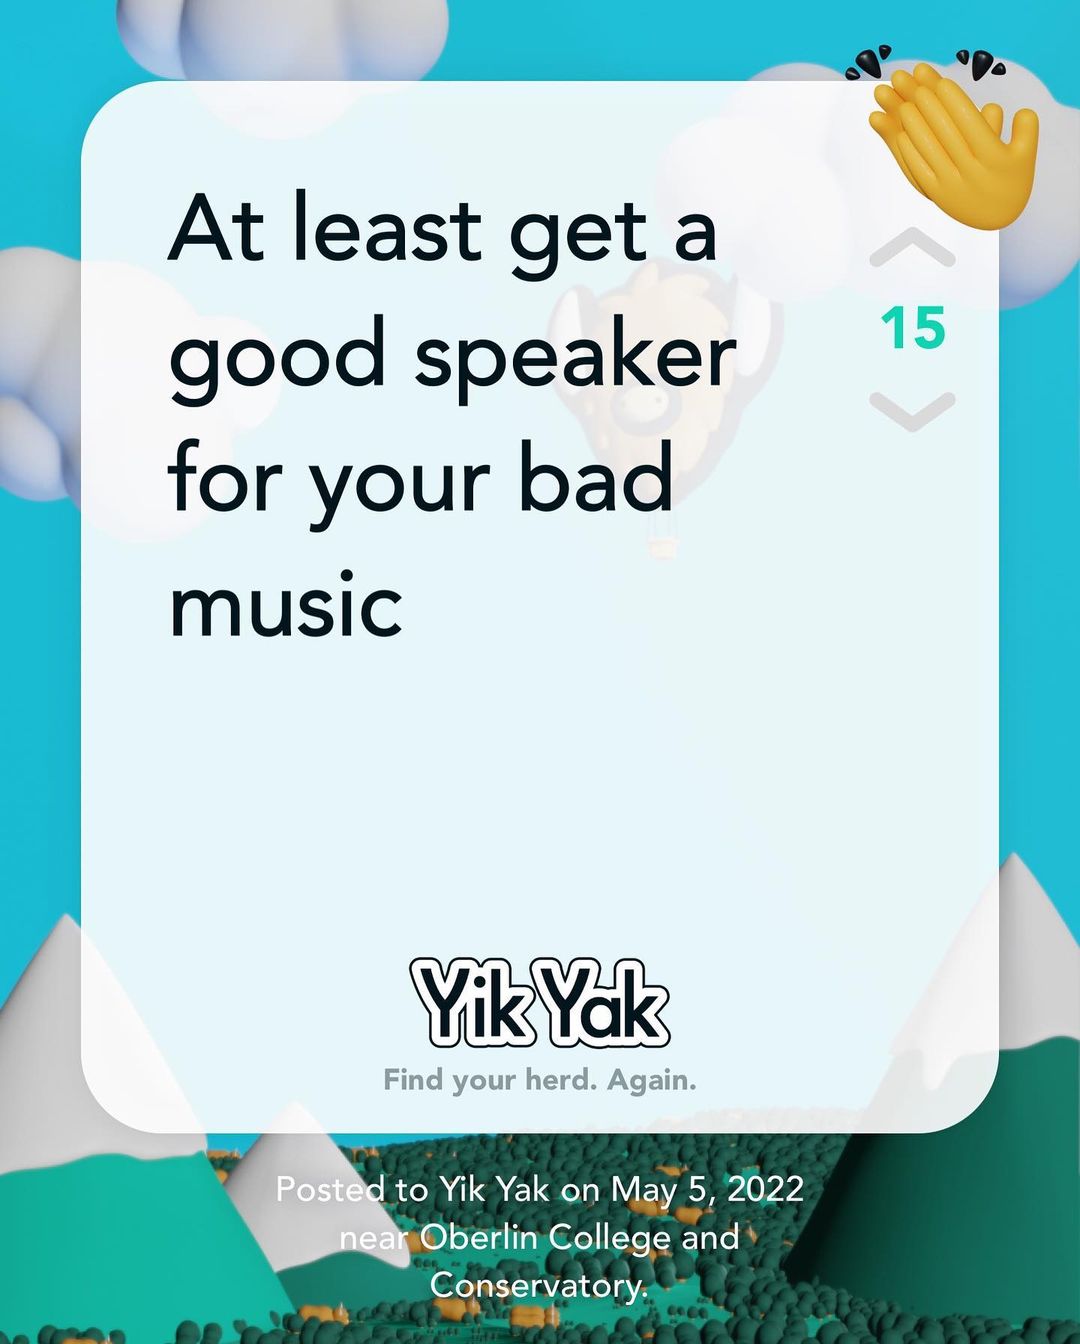 At least get a
good speaker
for your bad
music
15
Yik Yak
Find your herd. Again.
Posted to Yik Yak on May 5, 2022
near Oberlin College and
Conservatory.